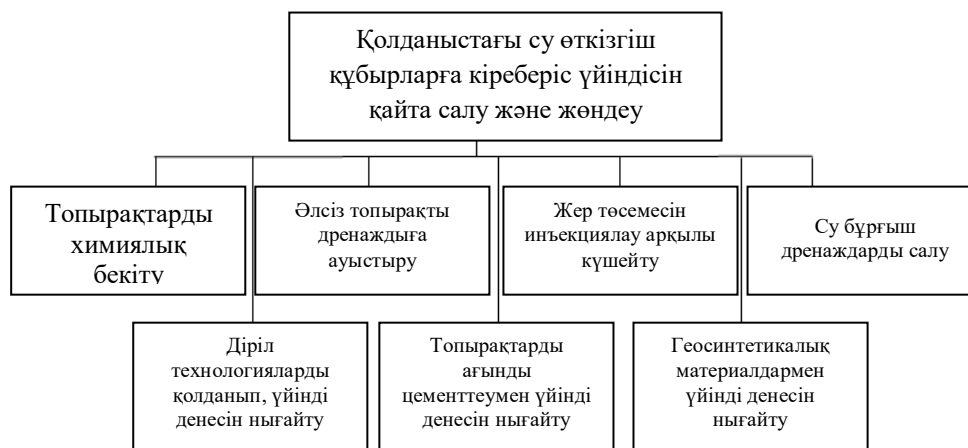 Қолданыстағы су өткізгіш
құбырларға кіреберіс үйіндісін
қайта салу және жөндеу
Топырақтарды
химиялық
бекіту
Әлсіз топырақты
дренаждыға
ауыстыру
Жер төсемесін
инъекциялау арқылы
күшейту
Су бұрғыш
дренаждарды салу
Діріл
технологияларды
қолданып, үйінді
денесін нығайту
Топырақтарды
ағынды
цементтеумен үйінді
денесін нығайту
Геосинтетикалық
материалдармен
үйінді денесін
нығайту